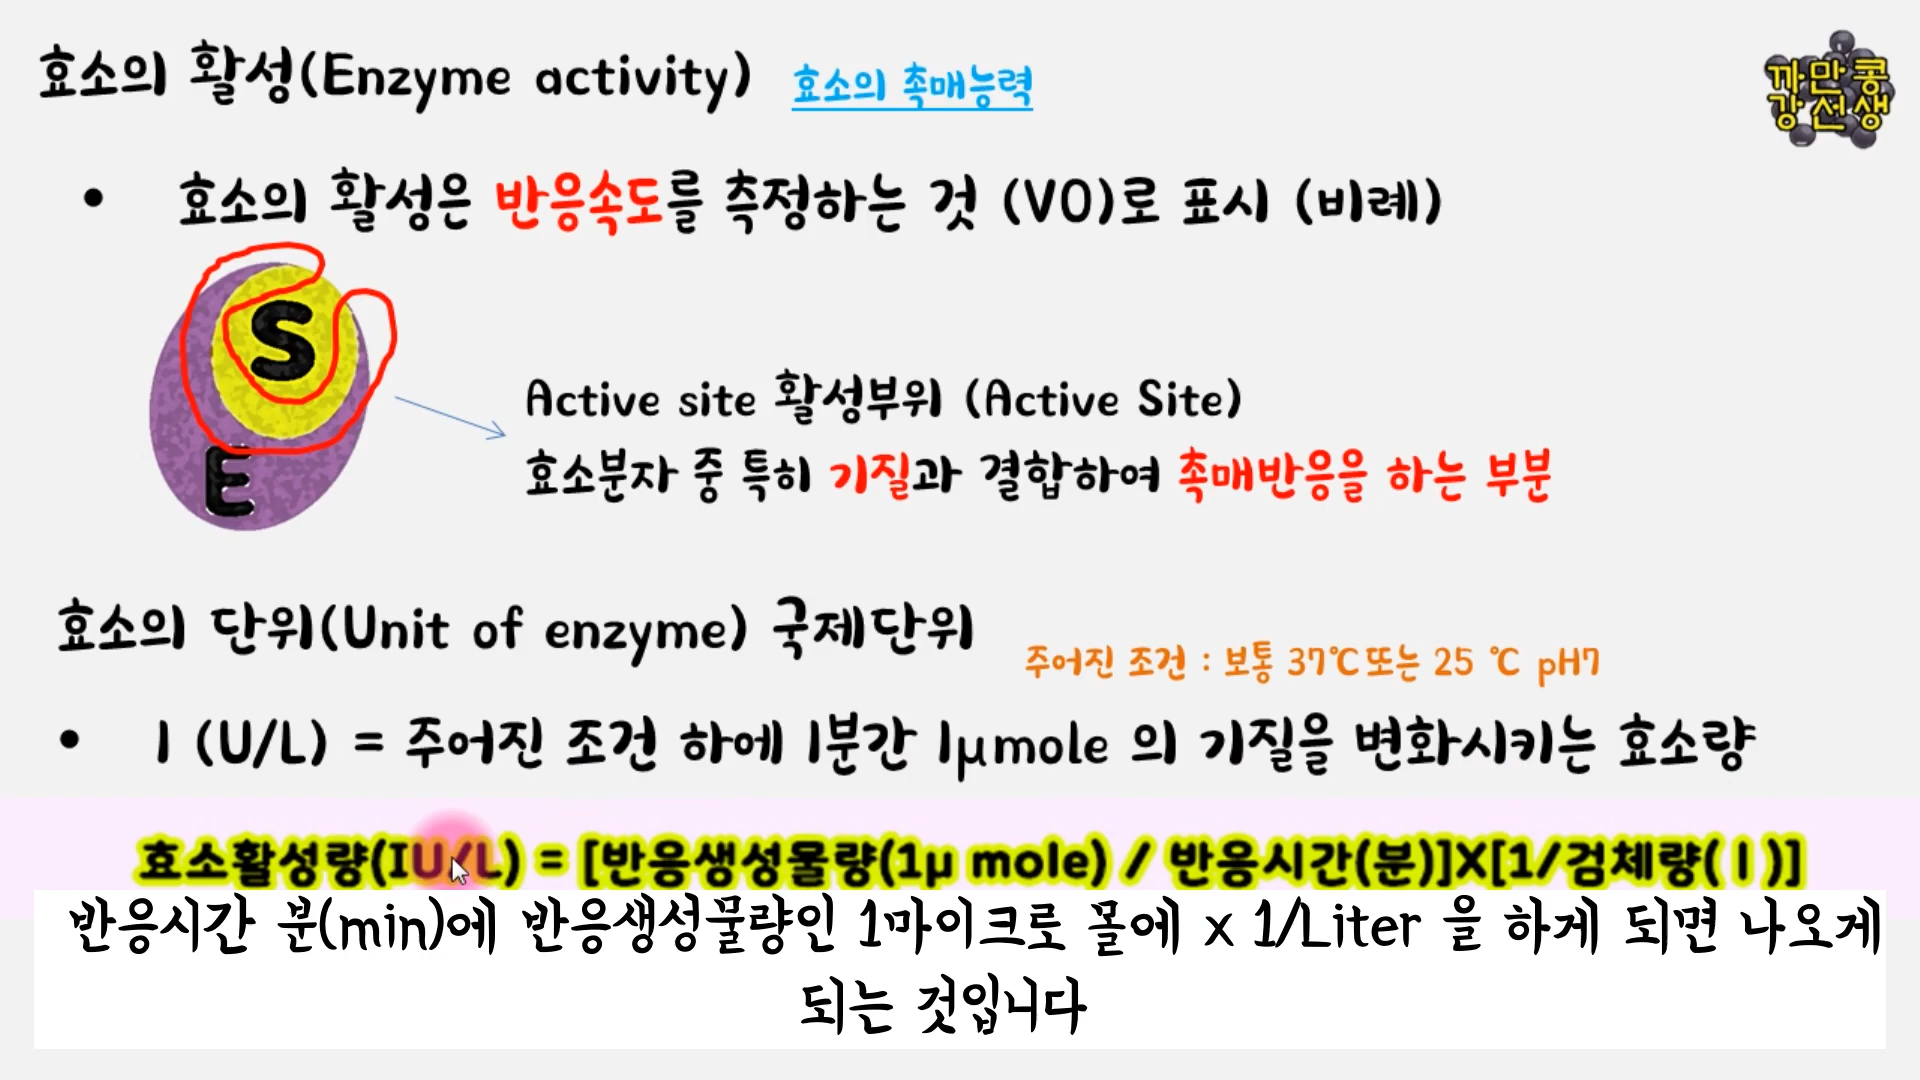 효소의 활성(Enzyme activity) 효소의 촉매능력
까만콩
강선생
• 효소의 활성은 반응속도를 측정하는 것 (V0)로 표시 (비례)
S
E
Active site 활성부위 (Active Site)
효소분자 중 특히 기질과 결합하여 촉매반응을 하는 부분
효소의 단위(Unit of enzyme) 국제단위
주어진 조건 : 보통 37℃또는 25 ℃ pH7
• 1 (U/L) = 주어진 조건 하에 1분간 1μmole 의 기질을 변화시키는 효소량
효소활성량(IU/L) = [반응생성물량(1μ mole) / 반응시간(분)]X[1/검체량(l)]
반응시간 분(min)에 반응생성물량인 1마이크로 몰에 x 1/Liter 을 하게 되면 나오게
되는 것입니다